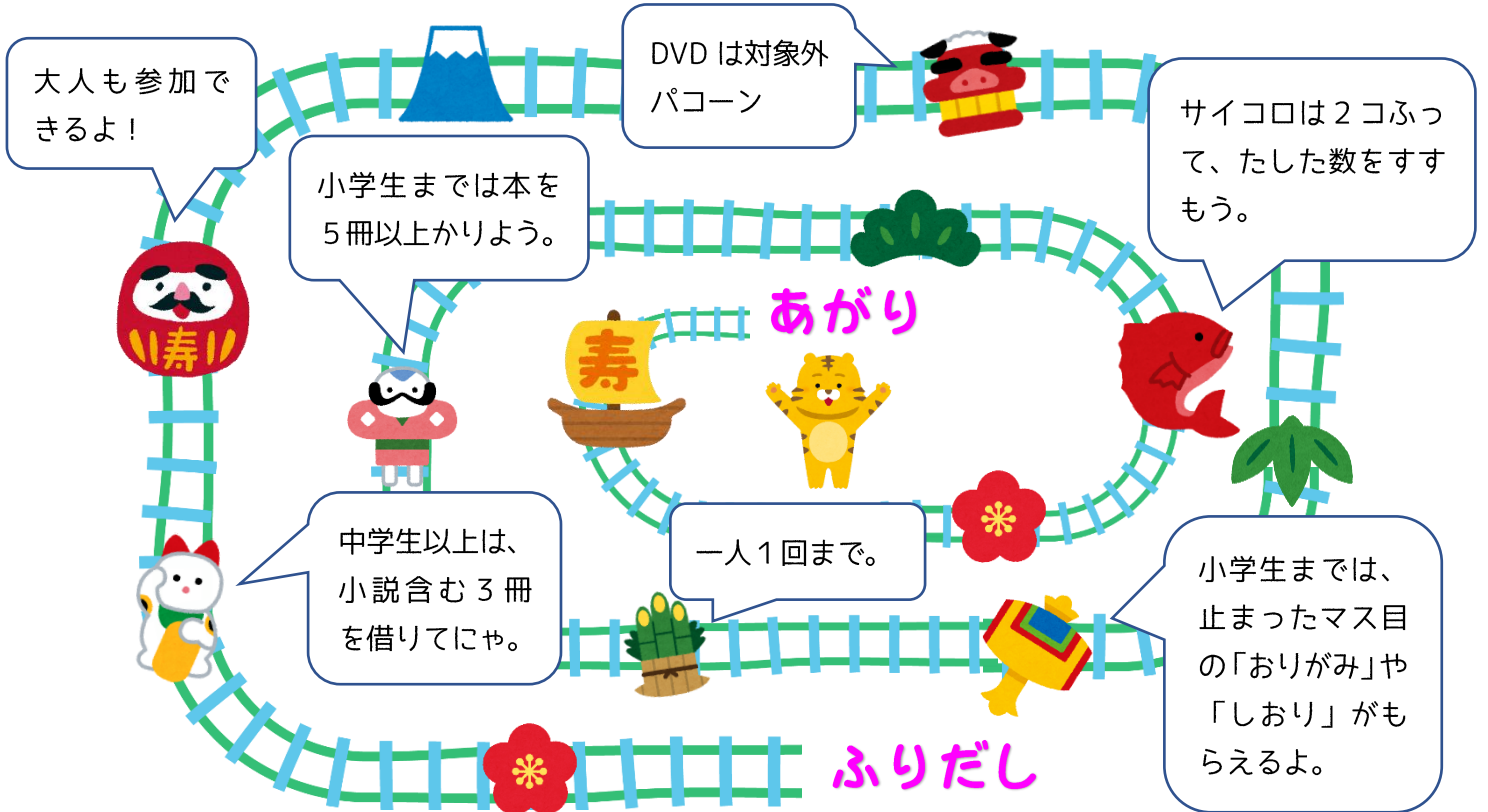 大人も参加で
きるよ！
DVD は対象外
パコーン
サイコロは２コふっ
て、たした数をすす
もう。
小学生までは本を
５冊以上かりよう。
あがり
寿
寿
中学生以上は、
小説含む３冊
を借りてにゃ。
一人１回まで。
小学生までは、
止まったマス目
の「おりがみ」や
「しおり」がも
らえるよ。
ふりだし